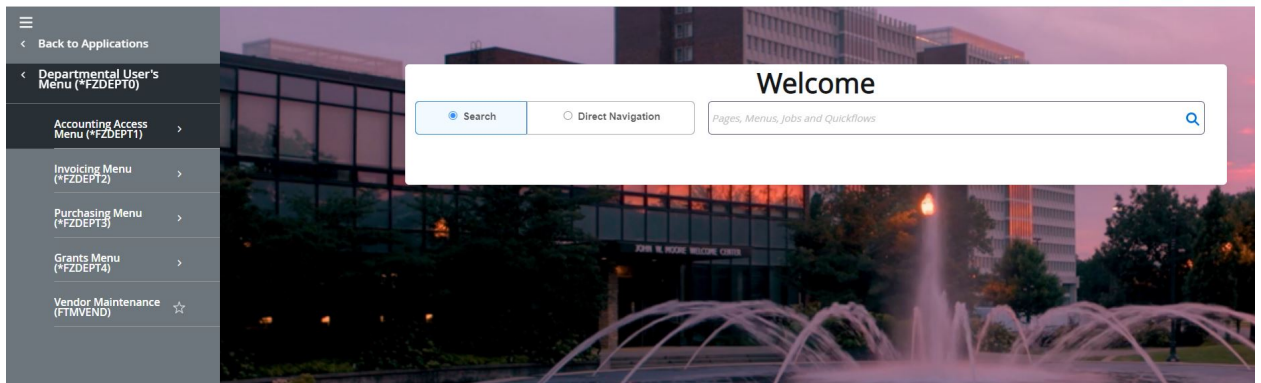 Back to Applications
Departmental User's
Menu (*FZDEPT0)
Accounting Access
Menu (*FZDEPT1)
Invoicing Menu
(*FZDEPT2)
Purchasing Menu
(*FZDEPT3)
Grants Menu
(*FZDEPT4)
Vendor Maintenance
(FTMVEND)
Welcome
Search
Direct Navigation
Pages, Menus, Jobs and Quickflows
JOHN W. MOORE WELCOME CENTER